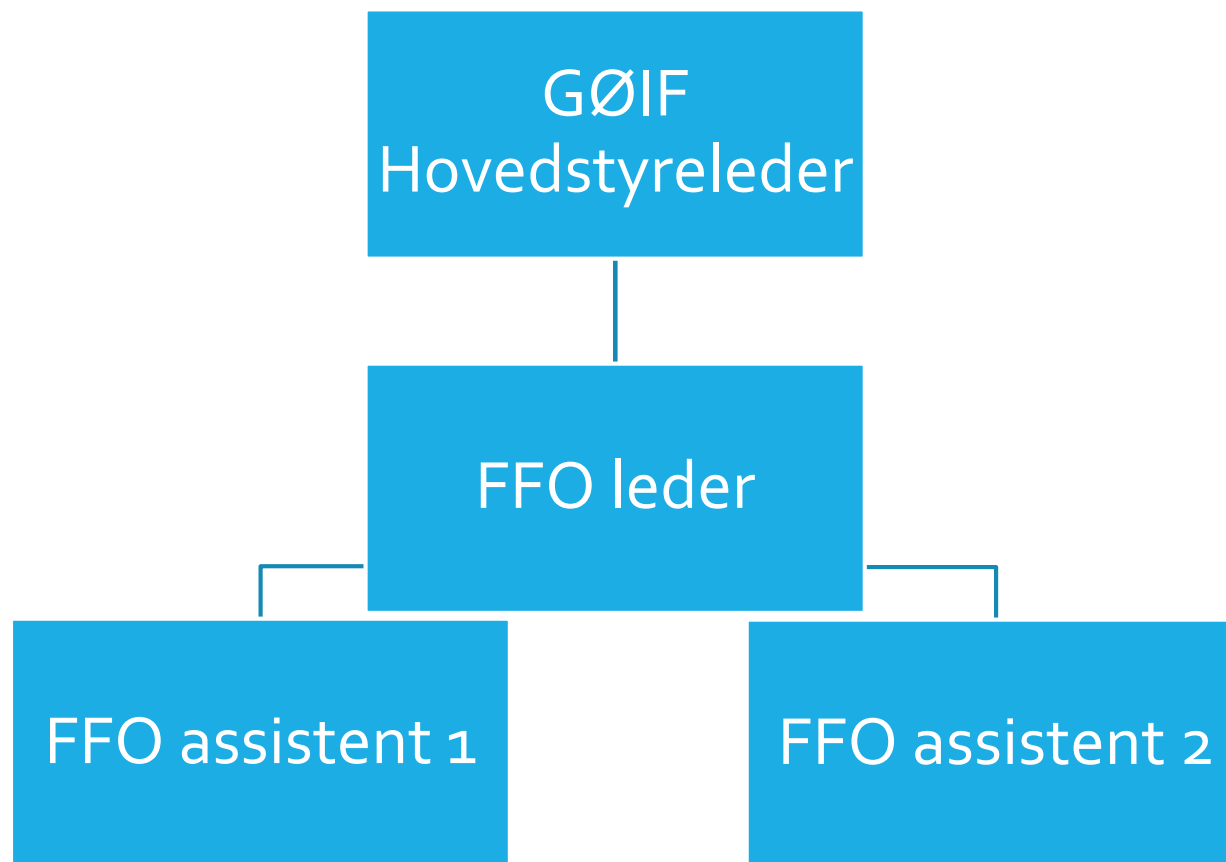 GØIF
Hovedstyreleder
FFO leder
FFO assistent 1
FFO assistent 2